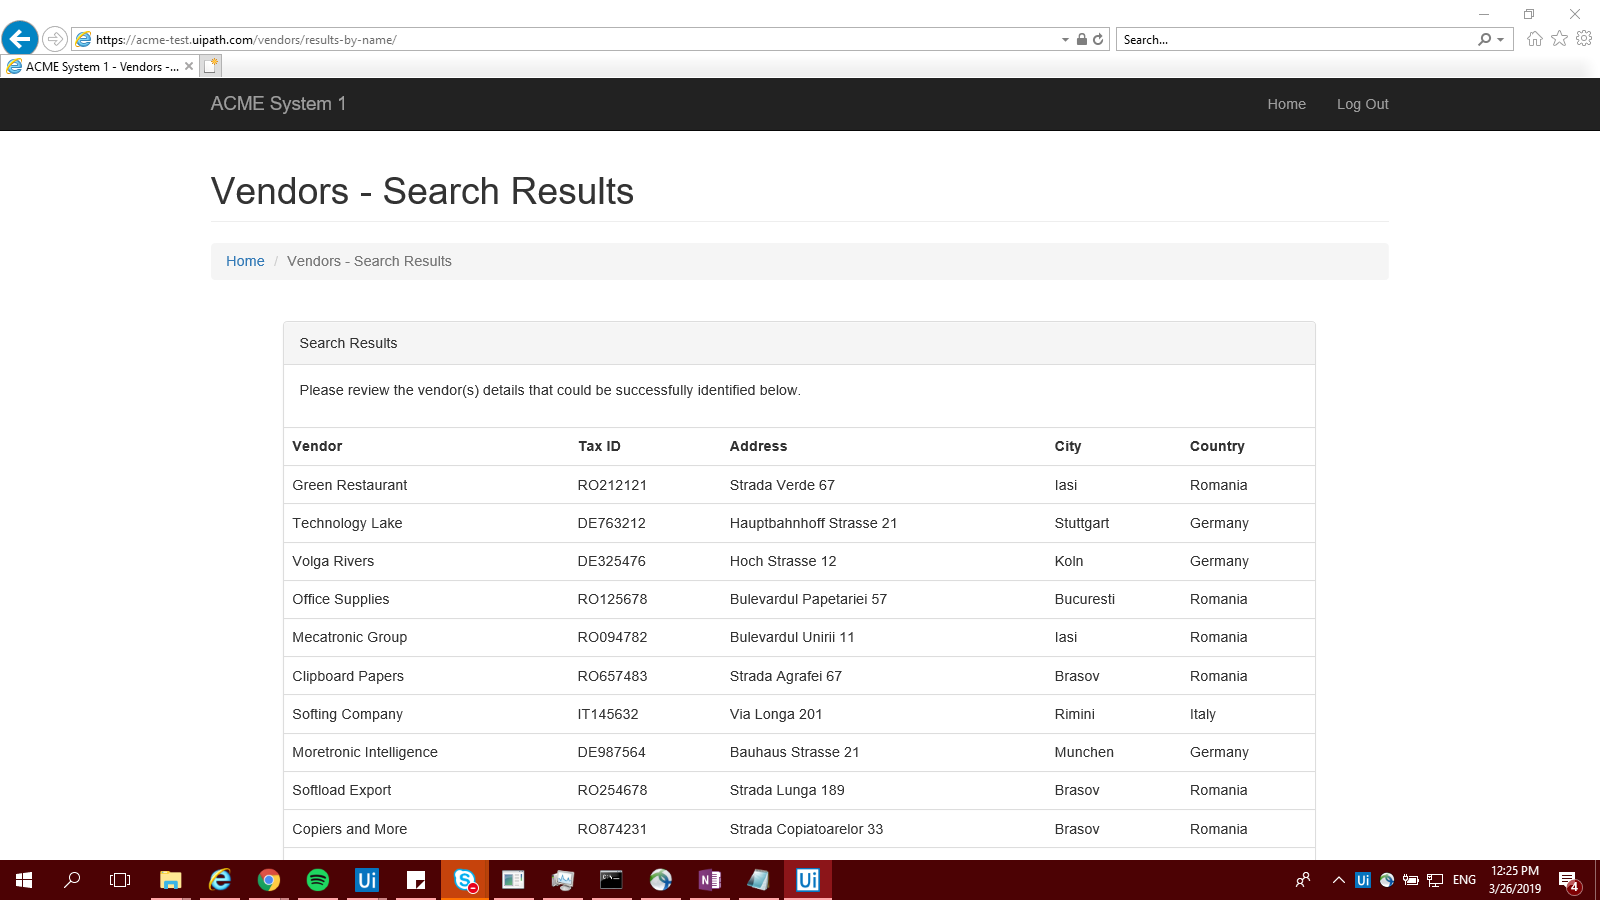 https://acme-test.uipath.com/vendors/results-by-name/
Search...
ACME System 1 - Vendors -...
ACME System 1
Home
Log Out
Vendors - Search Results
Home / Vendors - Search Results
Search Results
Please review the vendor(s) details that could be successfully identified below.
Vendor Tax ID Address City Country
Green Restaurant RO212121 Strada Verde 67 Iasi Romania
Technology Lake DE763212 Hauptbahnhoff Strasse 21 Stuttgart Germany
Volga Rivers DE325476 Hoch Strasse 12 Koln Germany
Office Supplies RO125678 Bulevardul Papetariei 57 Bucuresti Romania
Mecatronic Group RO094782 Bulevardul Unirii 11 Iasi Romania
Clipboard Papers RO657483 Strada Agrafei 67 Brasov Romania
Softing Company IT145632 Via Longa 201 Rimini Italy
Moretronic Intelligence DE987564 Bauhaus Strasse 21 Munchen Germany
Softload Export RO254678 Strada Lunga 189 Brasov Romania
Copiers and More RO874231 Strada Copiatoarelor 33 Brasov Romania
Ui
N
Ui
Ui
ENG
12:25 PM
3/26/2019
4